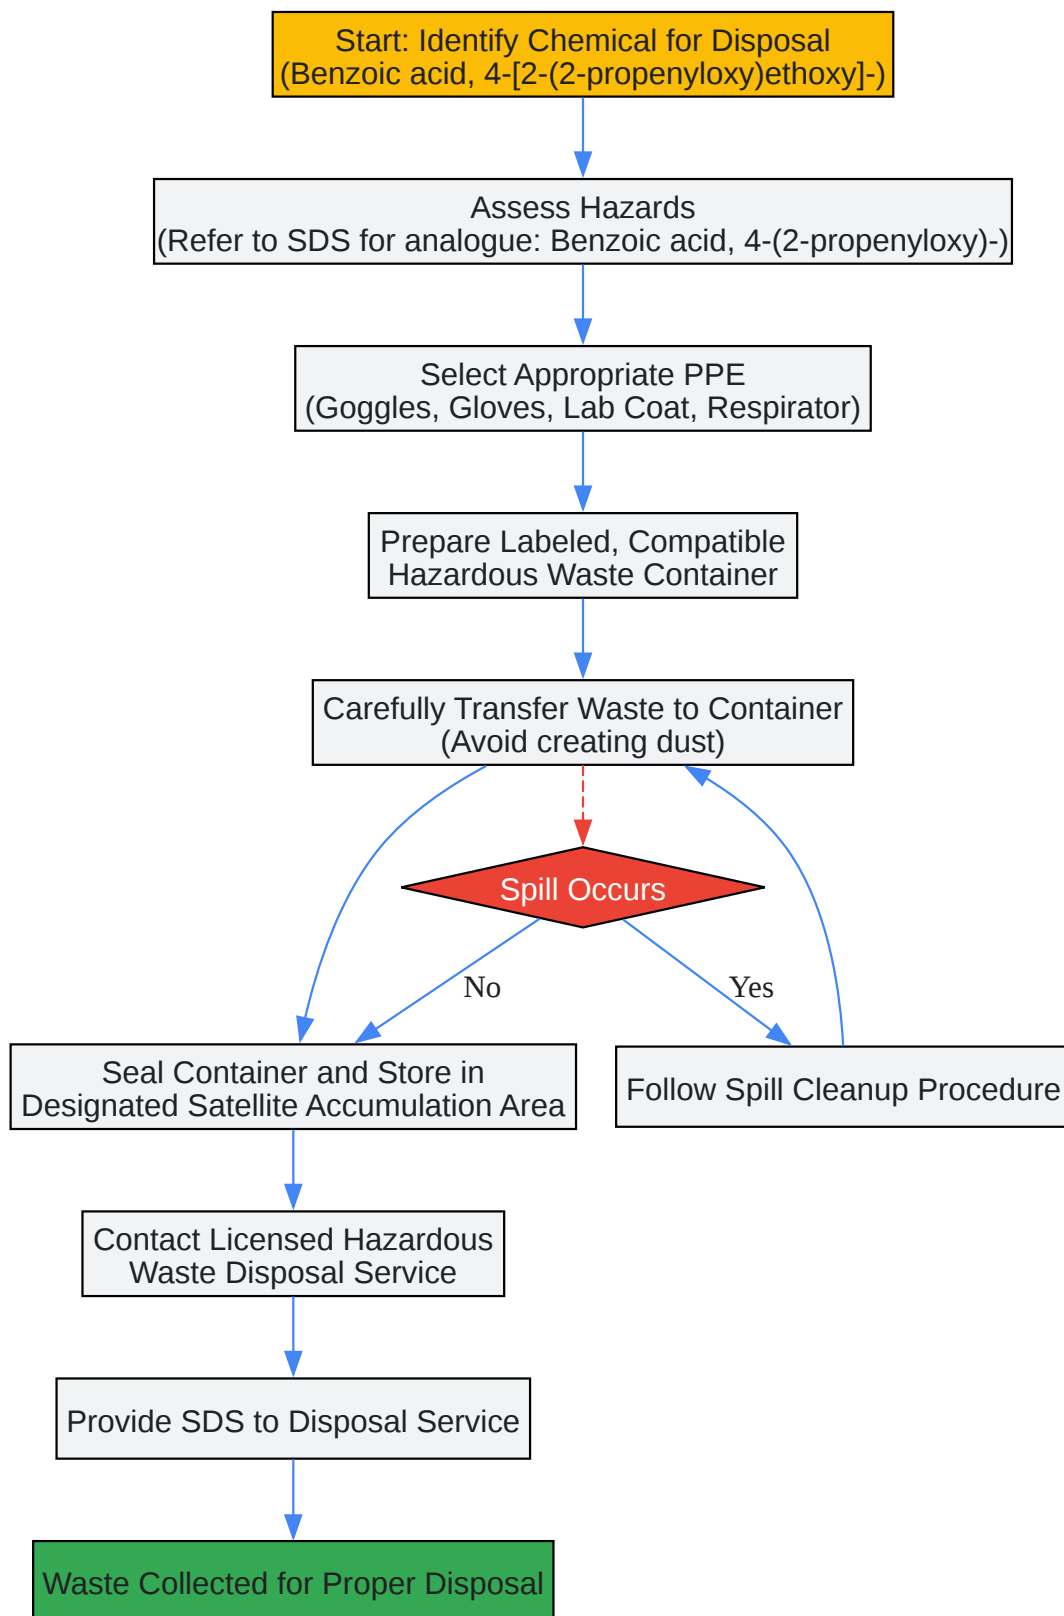 Start: Identify Chemical for Disposal
(Benzoic acid, 4-[2-(2-propenyloxy)ethoxy]-)
Assess Hazards
(Refer to SDS for analogue: Benzoic acid, 4-(2-propenyloxy)-)
Select Appropriate PPE
(Goggles, Gloves, Lab Coat, Respirator)
Prepare Labeled, Compatible
Hazardous Waste Container
Carefully Transfer Waste to Container
(Avoid creating dust)
Spill Occurs
No
Yes
Seal Container and Store in
Designated Satellite Accumulation Area
Follow Spill Cleanup Procedure
Contact Licensed Hazardous
Waste Disposal Service
Provide SDS to Disposal Service
Waste Collected for Proper Disposal